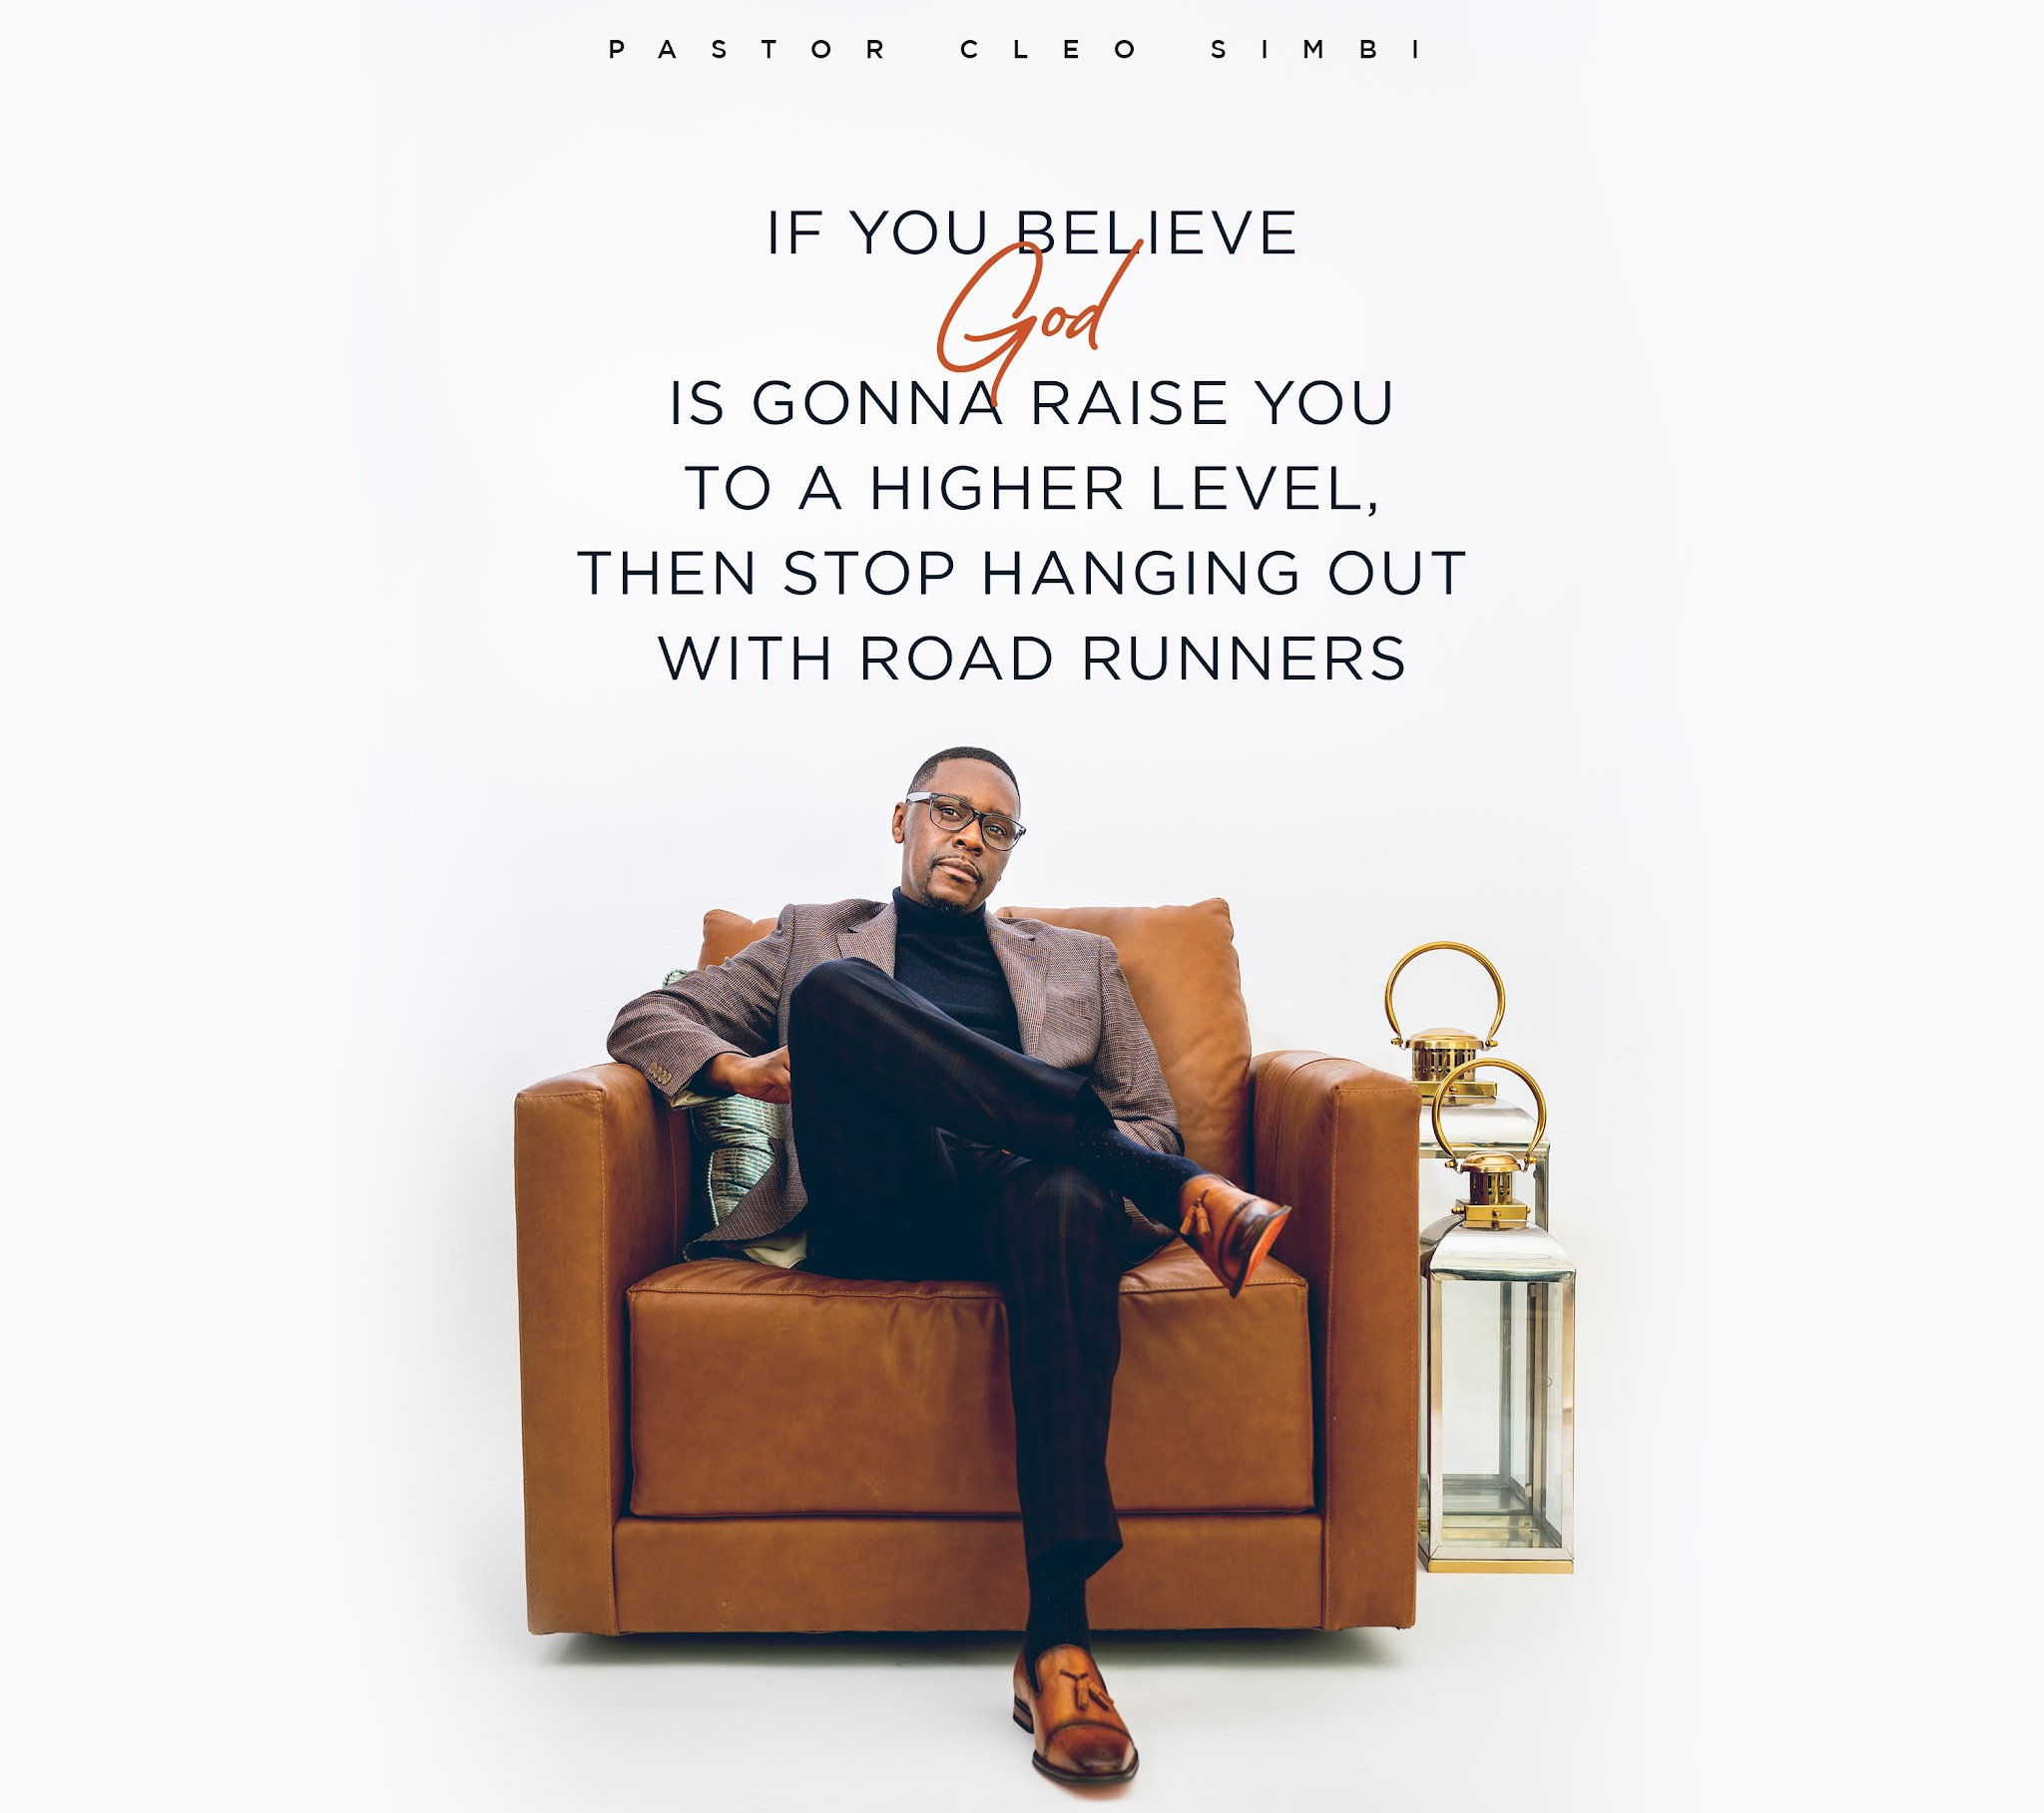 PASTOR CLEO SIMBI
IF YOU BELIEVE
God
IS GONNA RAISE YOU
TO A HIGHER LEVEL,
THEN STOP HANGING OUT
WITH ROAD RUNNERS